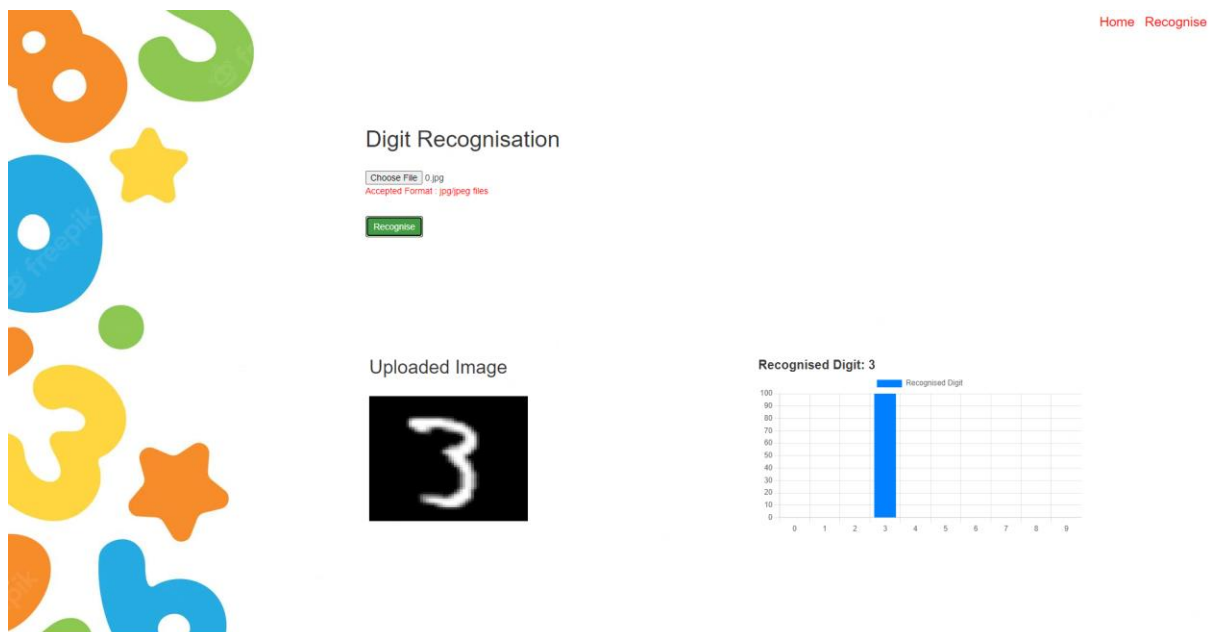 Home Recognise
Digit Recognisation
Choose File 0.jpg
Accepted Format : jpg/jpeg files
Recognise
Uploaded Image
3
Recognised Digit: 3
Recognised Digit
100
90
80
70
60
50
40
30
20
10
0
0 1 2 3 4 5 6 7 8 9
freepik